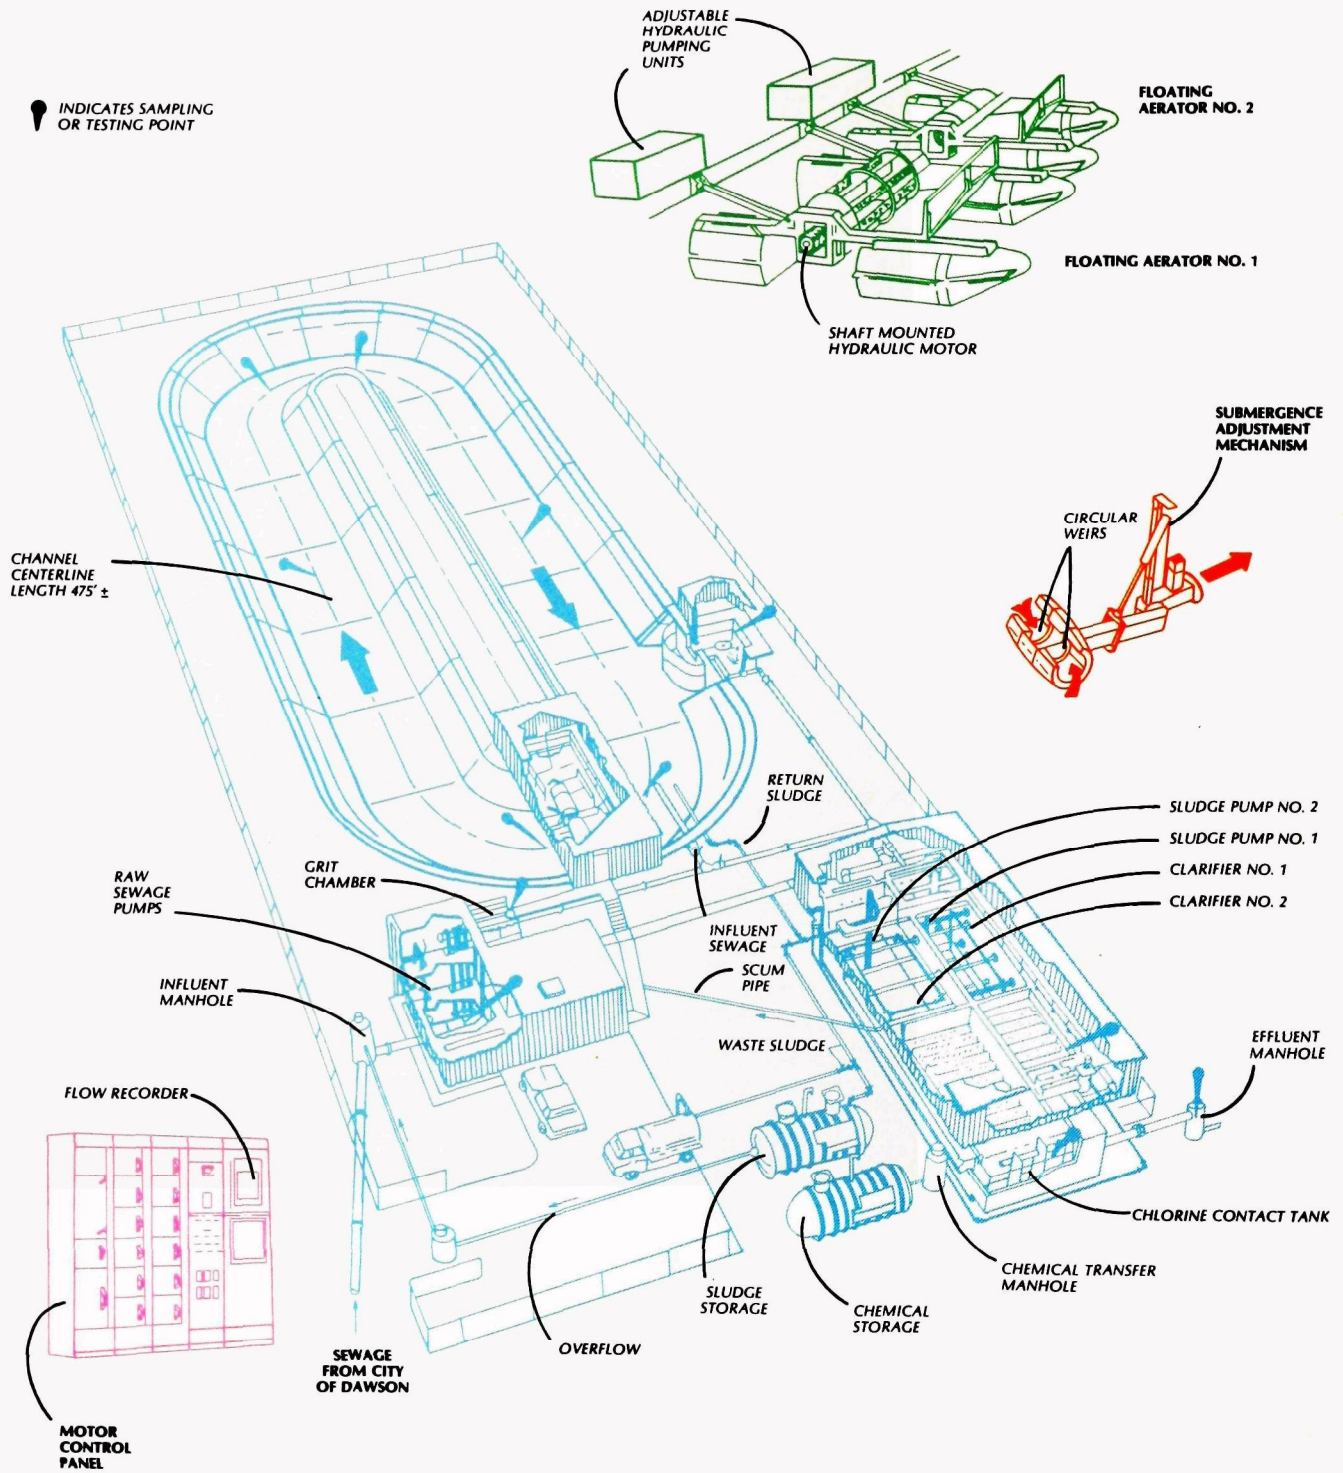 ADJUSTABLE
HYDRAULIC
PUMPING
UNITS
INDICATES SAMPLING
OR TESTING POINT
FLOATING
AERATOR NO. 2
FLOATING AERATOR NO. 1
SHAFT MOUNTED
HYDRAULIC MOTOR
SUBMERGENCE
ADJUSTMENT
MECHANISM
CIRCULAR
WEIRS
CHANNEL
CENTERLINE
LENGTH 475' ±
RETURN
SLUDGE
SLUDGE PUMP NO. 2
SLUDGE PUMP NO. 1
CLARIFIER NO. 1
CLARIFIER NO. 2
GRIT
CHAMBER
RAW
SEWAGE
PUMPS
INFLUENT
SEWAGE
SCUM
PIPE
INFLUENT
MANHOLE
WASTE SLUDGE
EFFLUENT
MANHOLE
FLOW RECORDER
CHLORINE CONTACT TANK
CHEMICAL TRANSFER
MANHOLE
SLUDGE
STORAGE
CHEMICAL
STORAGE
OVERFLOW
SEWAGE
FROM CITY
OF DAWSON
MOTOR
CONTROL
PANEL